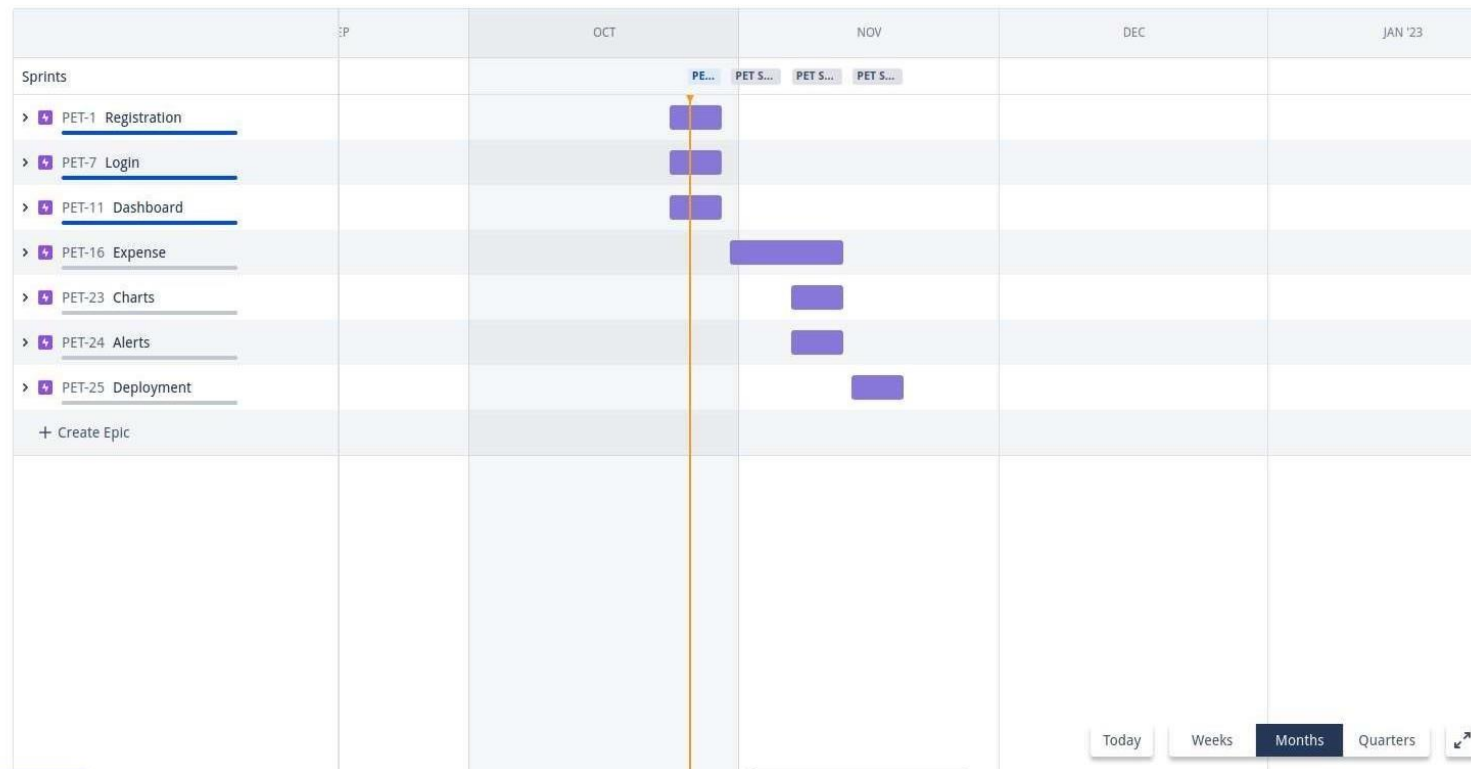 EP OCT NOV DEC JAN '23
Sprints PE... PET S... PET S... PET S...
PET-1 Registration
PET-7 Login
PET-11 Dashboard
PET-16 Expense
PET-23 Charts
PET-24 Alerts
PET-25 Deployment
+ Create Epic
Today Weeks Months Quarters